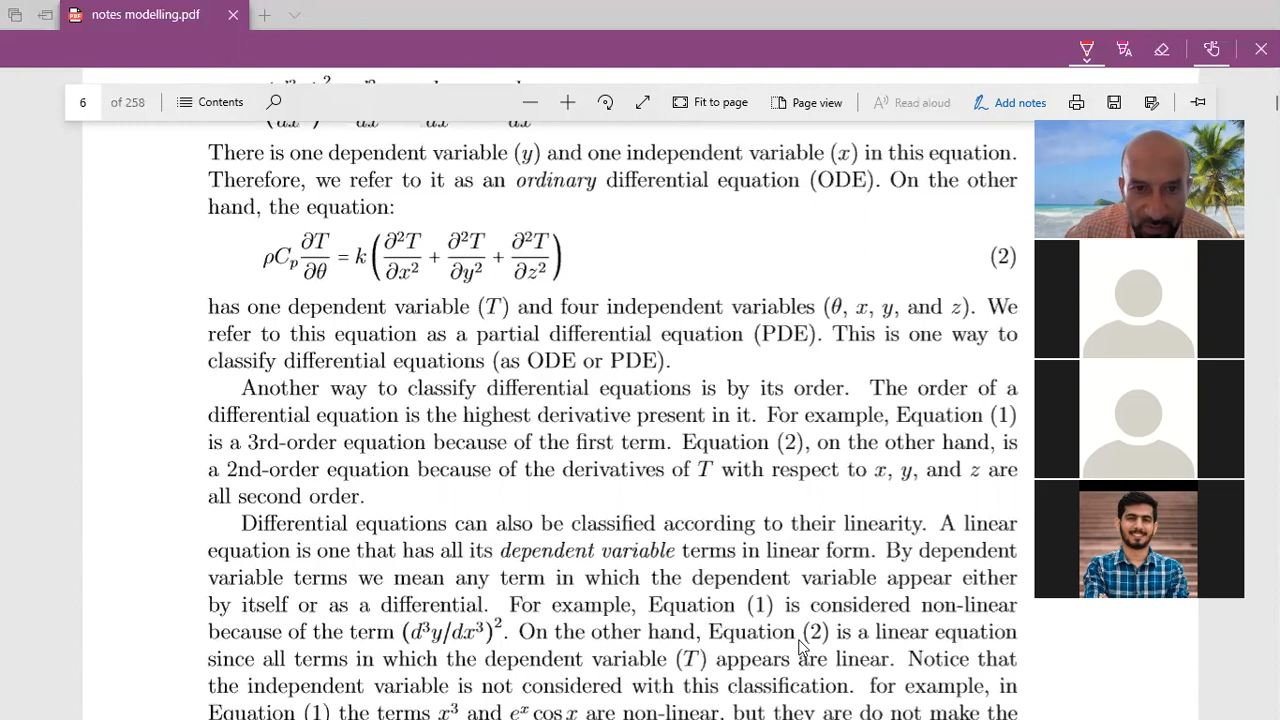 notes modelling.pdf
6 of 258 Contents Fit to page Page view Read aloud Add notes
There is one dependent variable (y) and one independent variable (x) in this equation.
Therefore, we refer to it as an ordinary differential equation (ODE). On the other
hand, the equation:
ρCp ∂T/∂θ = k(∂²T/∂x² + ∂²T/∂y² + ∂²T/∂z²) (2)
has one dependent variable (T) and four independent variables (θ, x, y, and z). We
refer to this equation as a partial differential equation (PDE). This is one way to
classify differential equations (as ODE or PDE).
Another way to classify differential equations is by its order. The order of a
differential equation is the highest derivative present in it. For example, Equation (1)
is a 3rd-order equation because of the first term. Equation (2), on the other hand, is
a 2nd-order equation because of the derivatives of T with respect to x, y, and z are
all second order.
Differential equations can also be classified according to their linearity. A linear
equation is one that has all its dependent variable terms in linear form. By dependent
variable terms we mean any term in which the dependent variable appear either
by itself or as a differential. For example, Equation (1) is considered non-linear
because of the term (d³y/dx³)². On the other hand, Equation (2) is a linear equation
since all terms in which the dependent variable (T) appears are linear. Notice that
the independent variable is not considered with this classification. for example, in
Equation (1) the terms x³ and eˣ cos x are non-linear, but they are do not make the